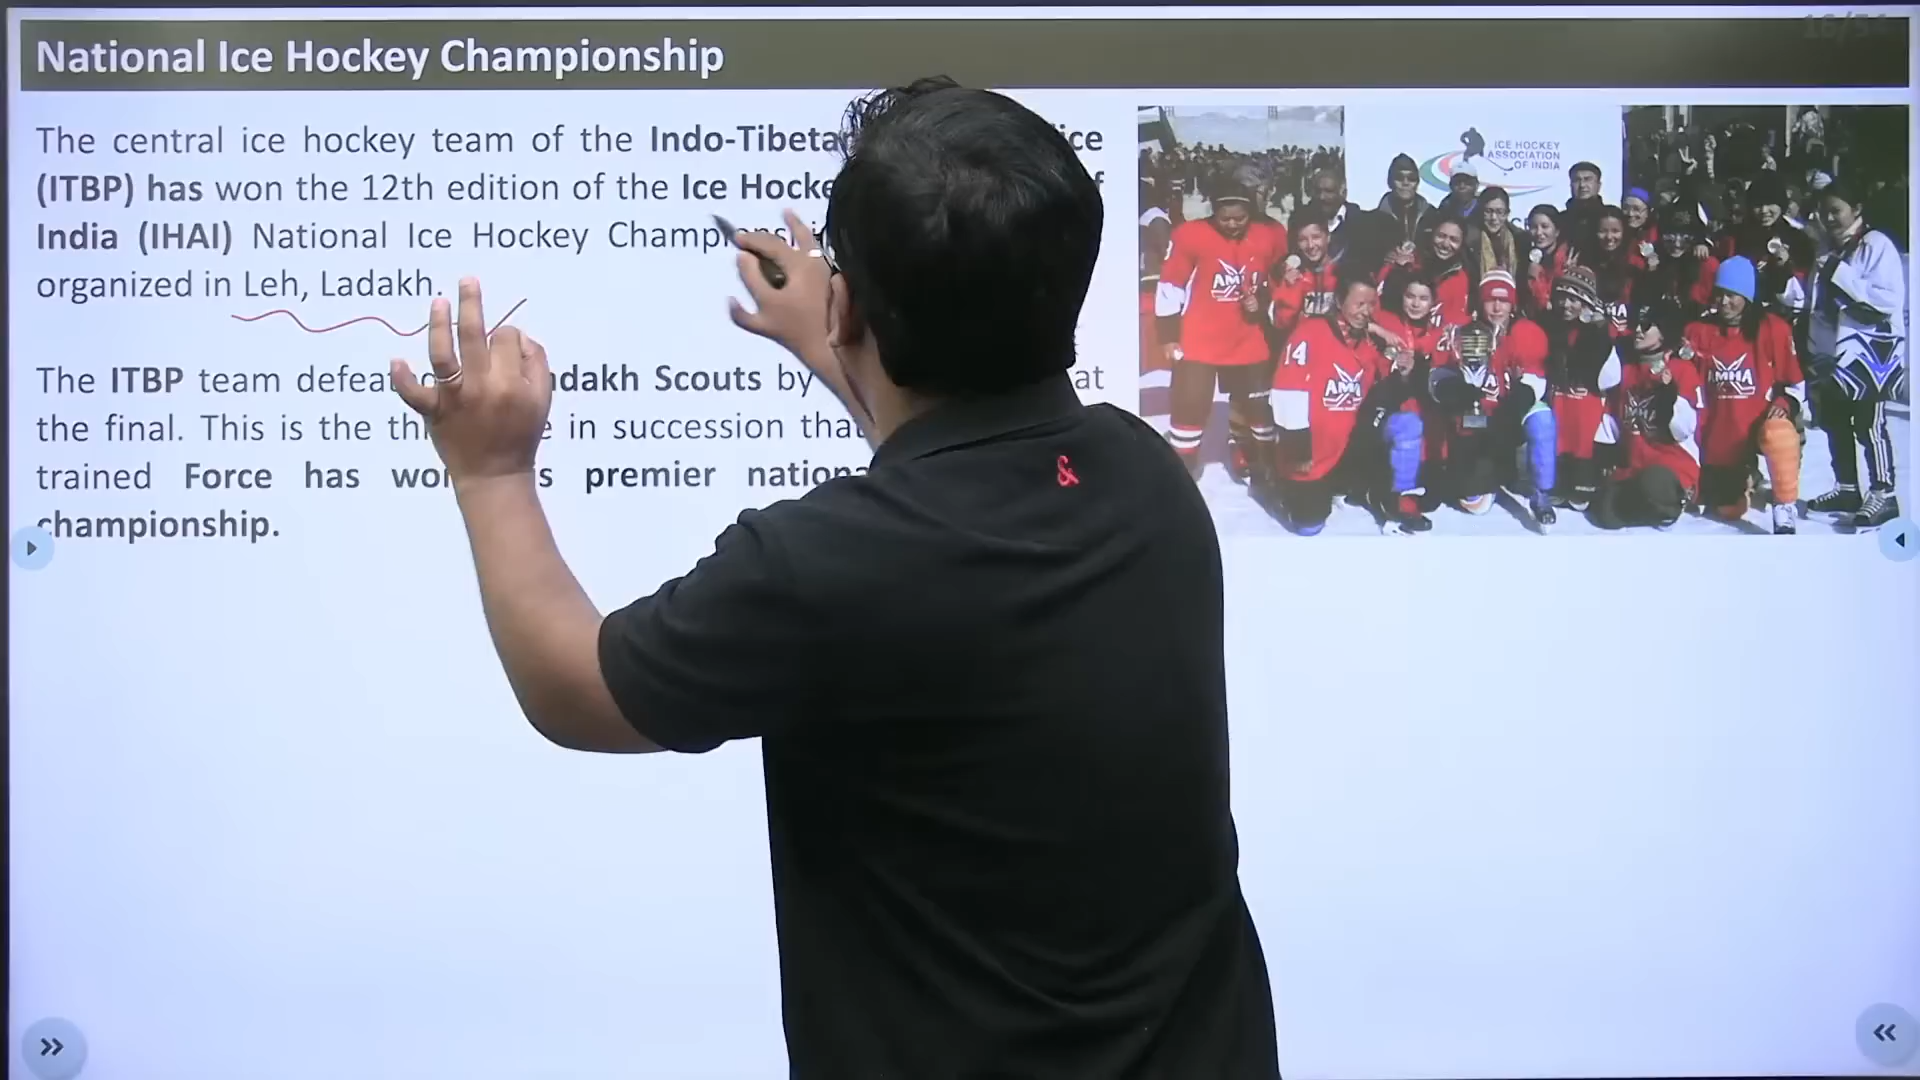 National Ice Hockey Championship
The central ice hockey team of the Indo-Tibeta ice
(ITBP) has won the 12th edition of the Ice Hocke f
India (IHAI) National Ice Hockey Championshi
organized in Leh, Ladakh.
The ITBP team defeated dakh Scouts by at
the final. This is the thi e in succession that
trained Force has wo s premier nationa
championship.
ICE HOCKEY
ASSOCIATION
OF INDIA
14
&